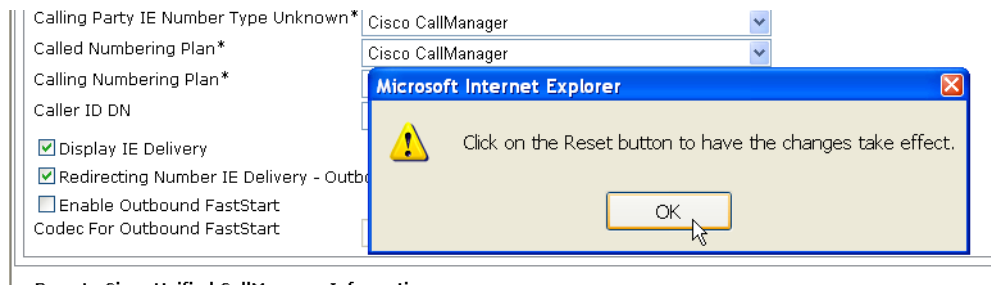 Calling Party IE Number Type Unknown* Cisco CallManager
Called Numbering Plan* Cisco CallManager
Calling Numbering Plan*
Microsoft Internet Explorer
Caller ID DN
Click on the Reset button to have the changes take effect.
Display IE Delivery
Redirecting Number IE Delivery - Outbo
Enable Outbound FastStart
OK
Codec For Outbound FastStart